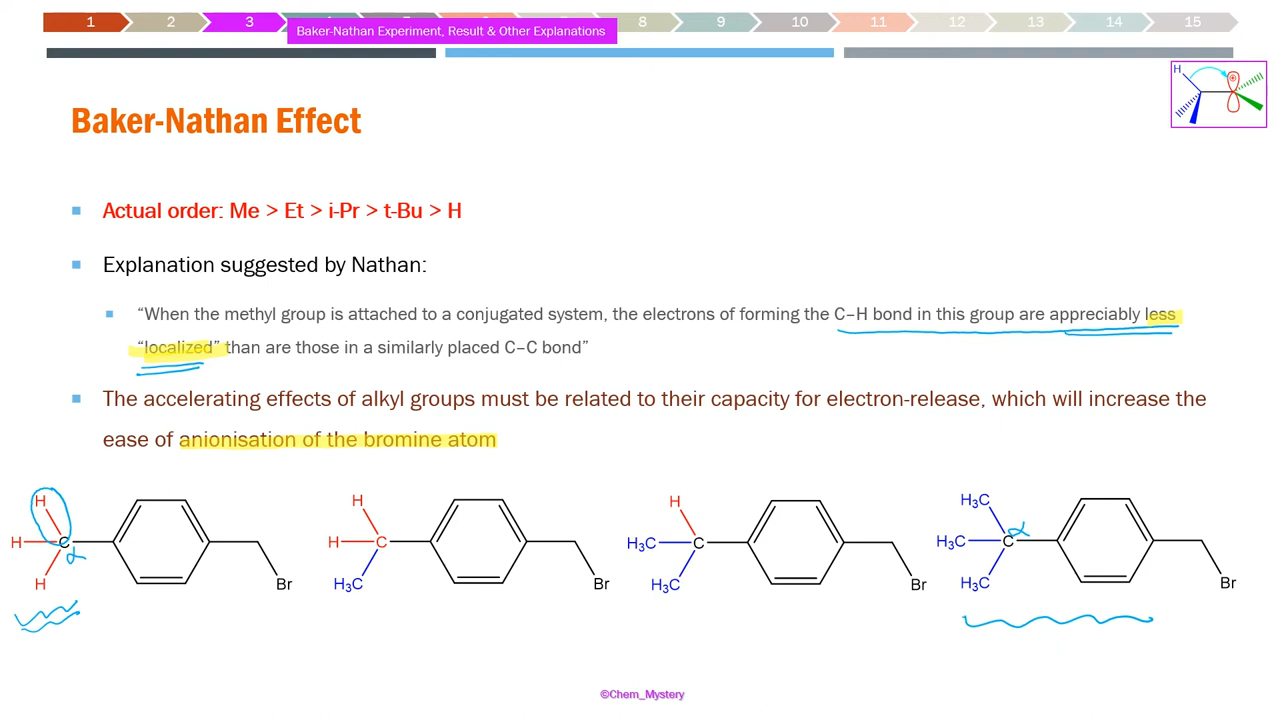 1 2 3 8 9 10 11 12 13 14 15
Baker-Nathan Experiment, Result & Other Explanations
H
Baker-Nathan Effect
Actual order: Me > Et > i-Pr > t-Bu > H
Explanation suggested by Nathan:
“When the methyl group is attached to a conjugated system, the electrons of forming the C–H bond in this group are appreciably less
“localized” than are those in a similarly placed C–C bond”
The accelerating effects of alkyl groups must be related to their capacity for electron-release, which will increase the
ease of anionisation of the bromine atom
H H H C α Br
H H C H₃C Br
H H₃C C H₃C Br
H₃C H₃C C α H₃C Br
©Chem_Mystery